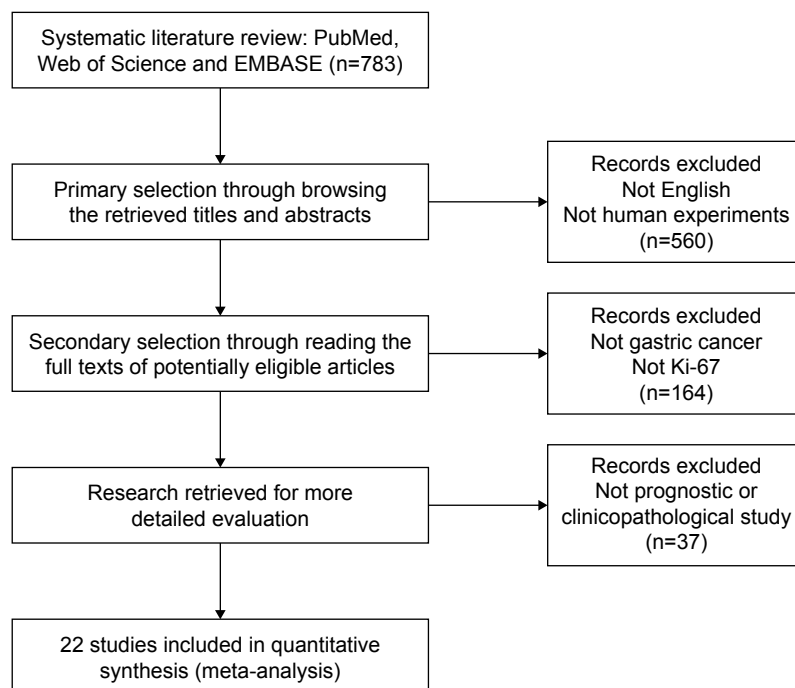 Systematic literature review: PubMed,
Web of Science and EMBASE (n=783)
Primary selection through browsing
the retrieved titles and abstracts
Records excluded
Not English
Not human experiments
(n=560)
Secondary selection through reading the
full texts of potentially eligible articles
Records excluded
Not gastric cancer
Not Ki-67
(n=164)
Research retrieved for more
detailed evaluation
Records excluded
Not prognostic or
clinicopathological study
(n=37)
22 studies included in quantitative
synthesis (meta-analysis)